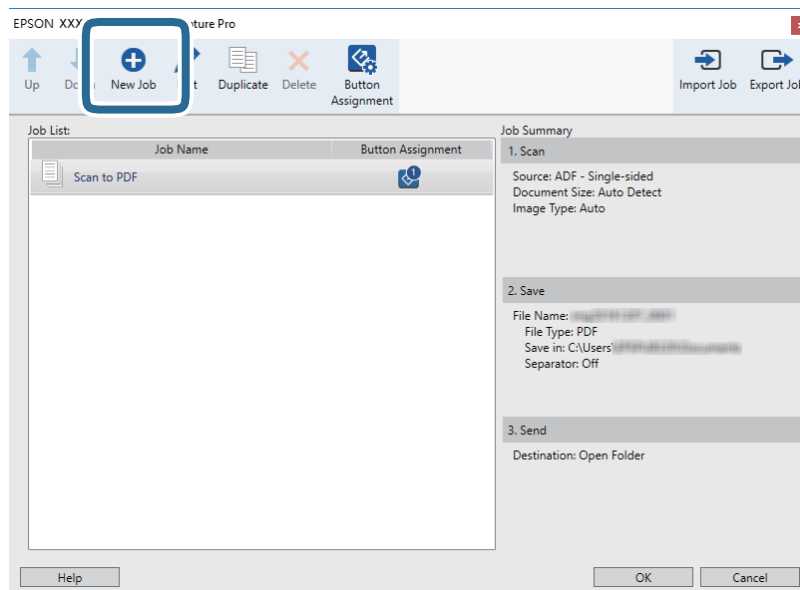 EPSON XXX ture Pro
Up
New Job
Duplicate
Delete
Button
Assignment
Import Job
Export Jo
Job List:
Job Name
Button Assignment
Scan to PDF
1
Job Summary
1. Scan
Source: ADF - Single-sided
Document Size: Auto Detect
Image Type: Auto
2. Save
File Name:
File Type: PDF
Save in: C:\Users\
Separator: Off
3. Send
Destination: Open Folder
Help
OK
Cancel